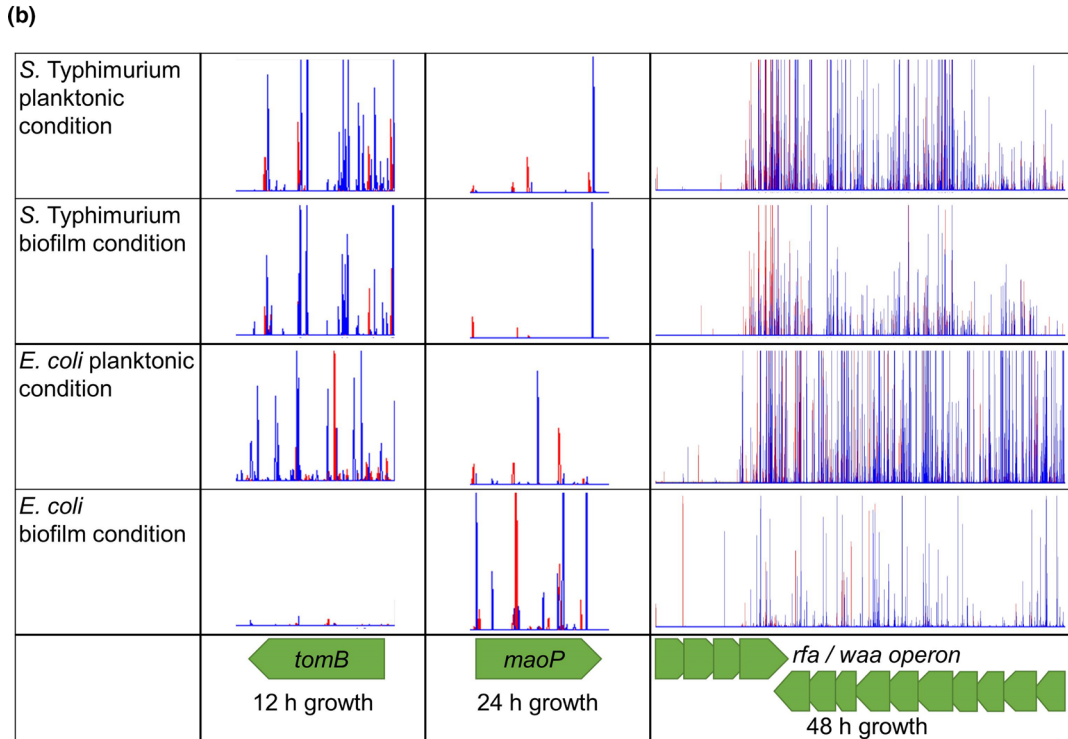 (b)
S. Typhimurium
planktonic
condition
S. Typhimurium
biofilm condition
E. coli planktonic
condition
E. coli
biofilm condition
tomB
maoP
rfa / waa operon
12 h growth
24 h growth
48 h growth